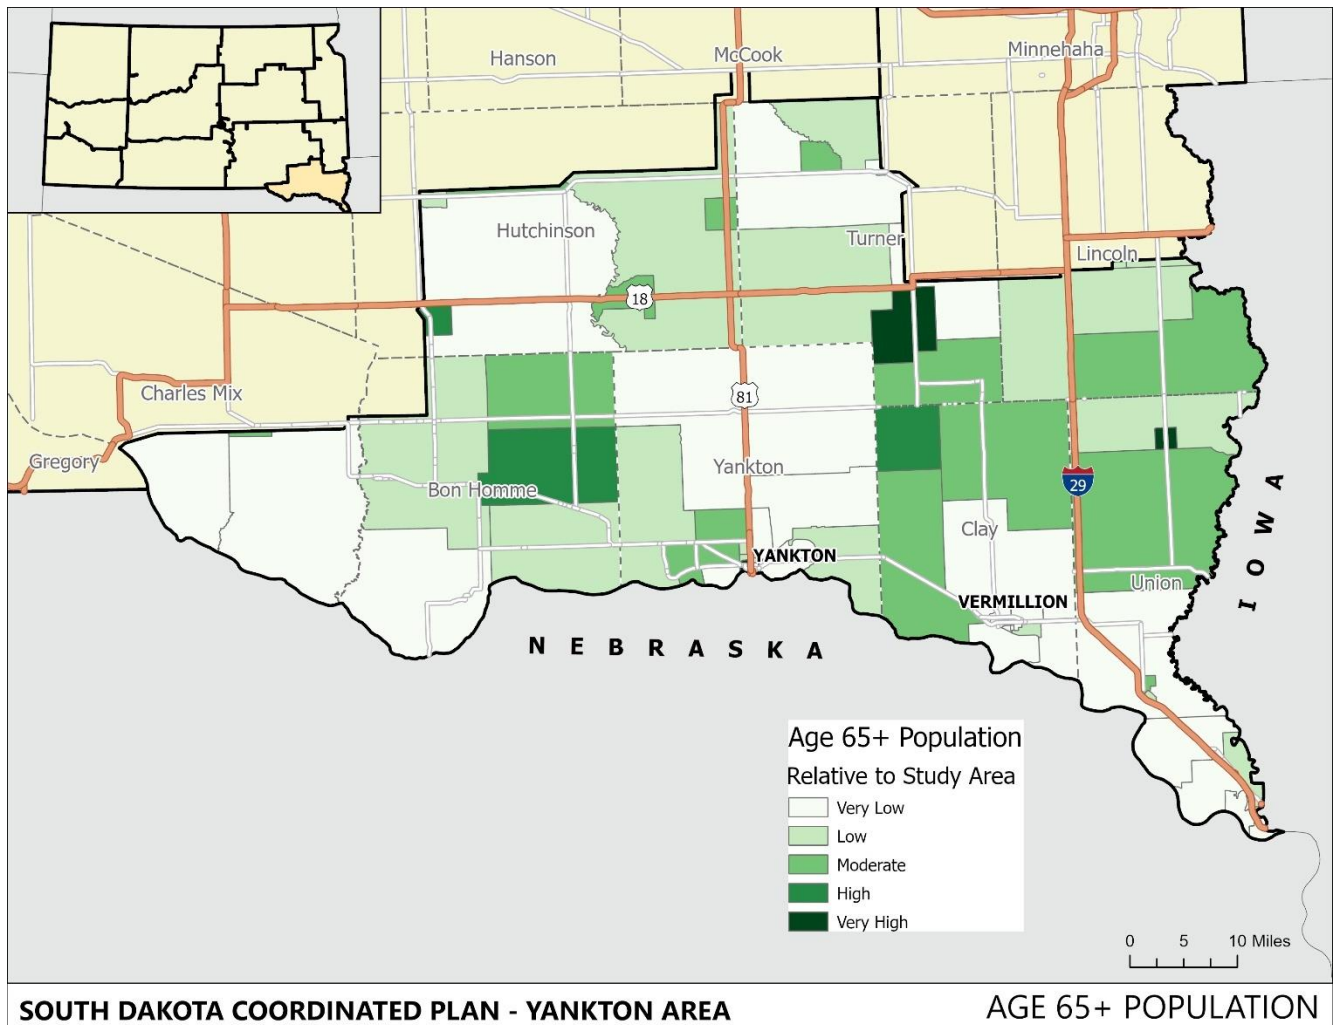 Hanson
McCook
Minnehaha
Hutchinson
Turner
Lincoln
18
Charles Mix
81
Gregory
Yankton
Bon Homme
29
Clay
YANKTON
Union
VERMILLION
IOWA
NEBRASKA
Age 65+ Population
Relative to Study Area
Very Low
Low
Moderate
High
Very High
0 5 10 Miles
SOUTH DAKOTA COORDINATED PLAN - YANKTON AREA
AGE 65+ POPULATION